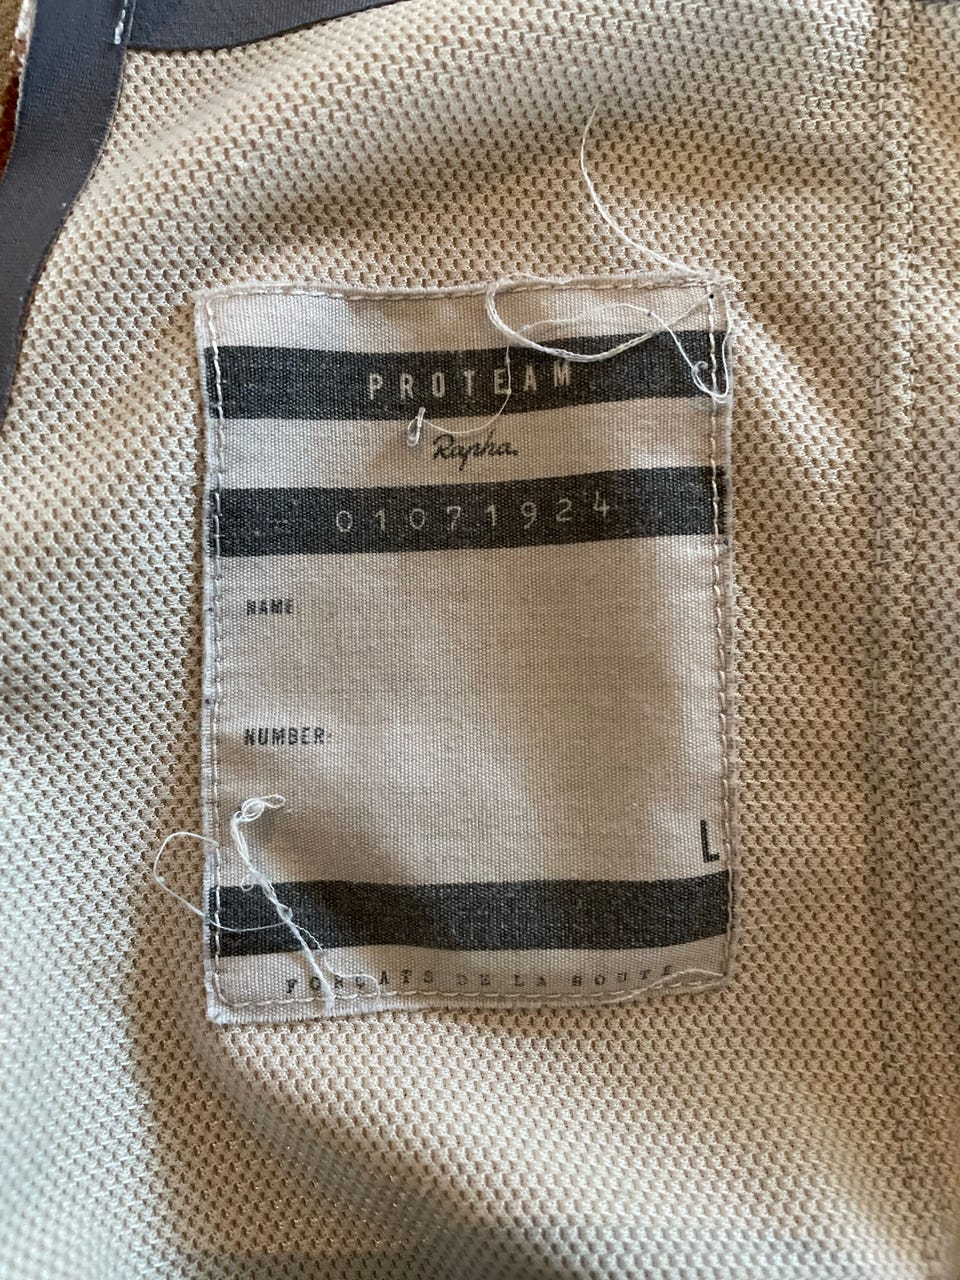 PROTEAM
Rapha.
01071924
NAME
NUMBER:
L
FORÇATS DE LA ROUTE